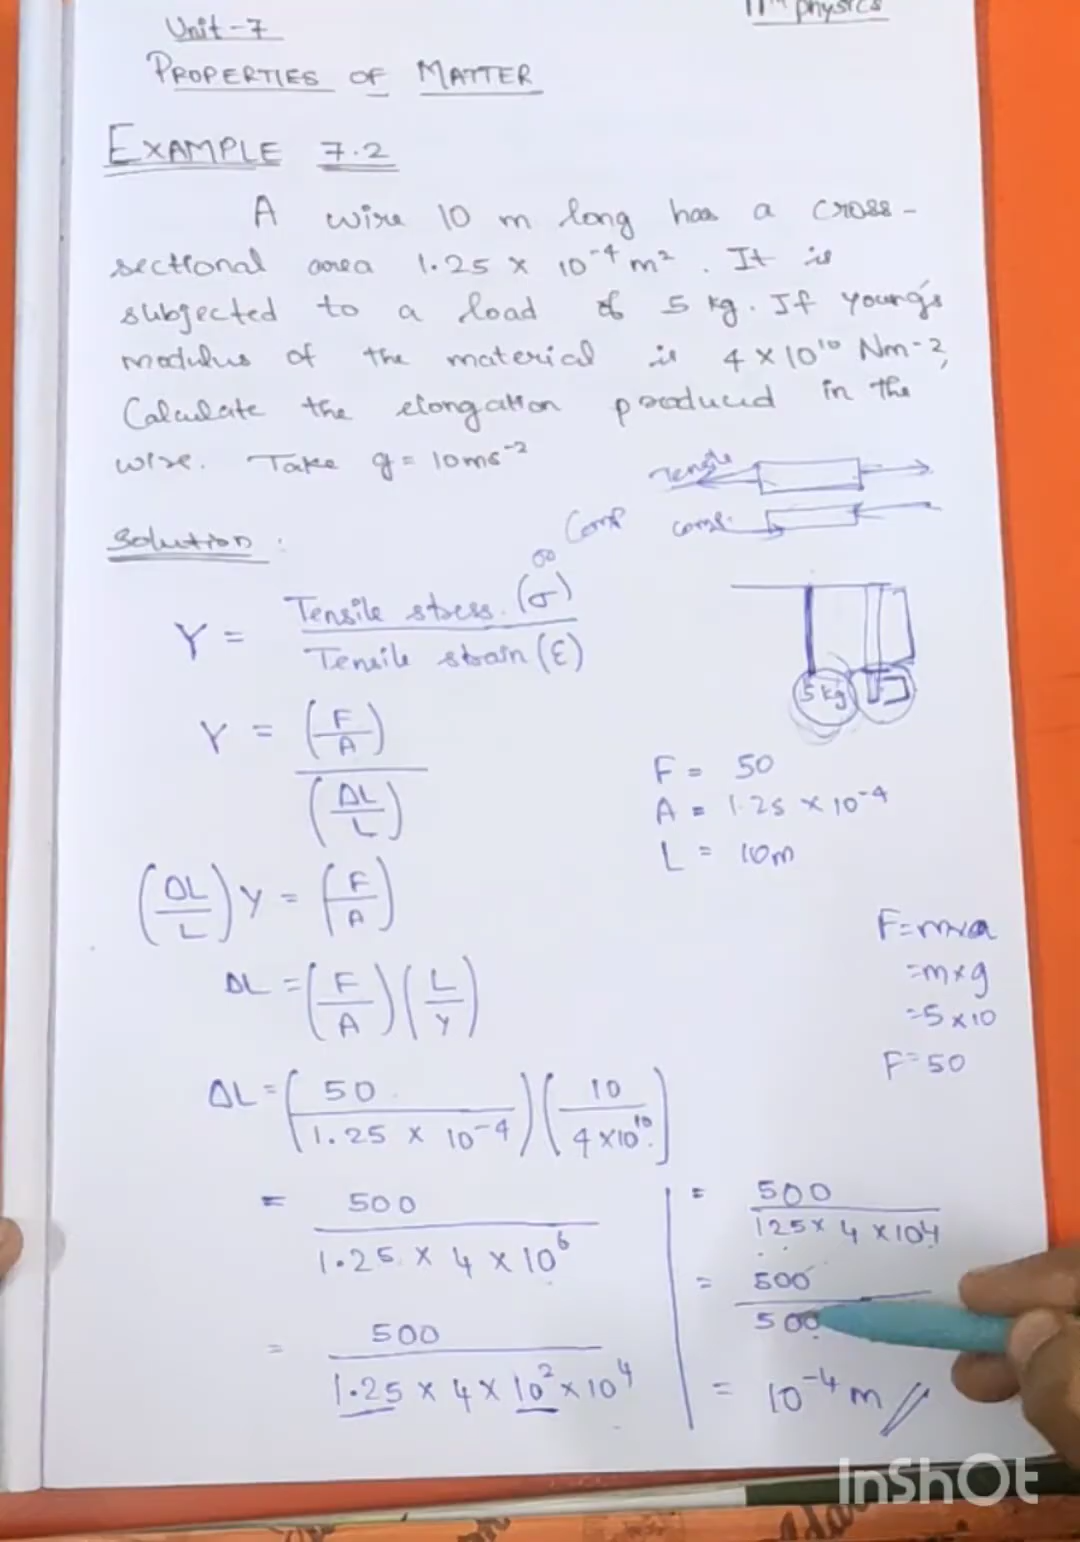 11th physics
Unit-7
PROPERTIES OF MATTER
EXAMPLE 7.2
A wire 10 m long has a cross-
sectional area 1.25 × 10⁻⁴ m². It is
subjected to a load of 5 kg. If young's
modulus of the material is 4 × 10¹⁰ Nm-2,
Calculate the elongation produced in the
wire. Take g = 10ms⁻²
Tensile
Comp comp.
Solution :
Y = Tensile stress (σ)
Tensile strain (ε)
5 kg
Y = (F/A)
(ΔL/L)
F = 50
A = 1.25 × 10⁻⁴
L = 10m
(ΔL/L) Y = (F/A)
ΔL = (F/A) (L/Y)
F=m×a
=m×g
=5×10
F=50
ΔL = (50 / 1.25 × 10⁻⁴) (10 / 4×10¹⁰)
= 500
1.25 × 4 × 10⁶
= 500
1.25 × 4 × 10² × 10⁴
= 500
125 × 4 × 10⁴
= 500
500
= 10⁻⁴ m //
InShOt